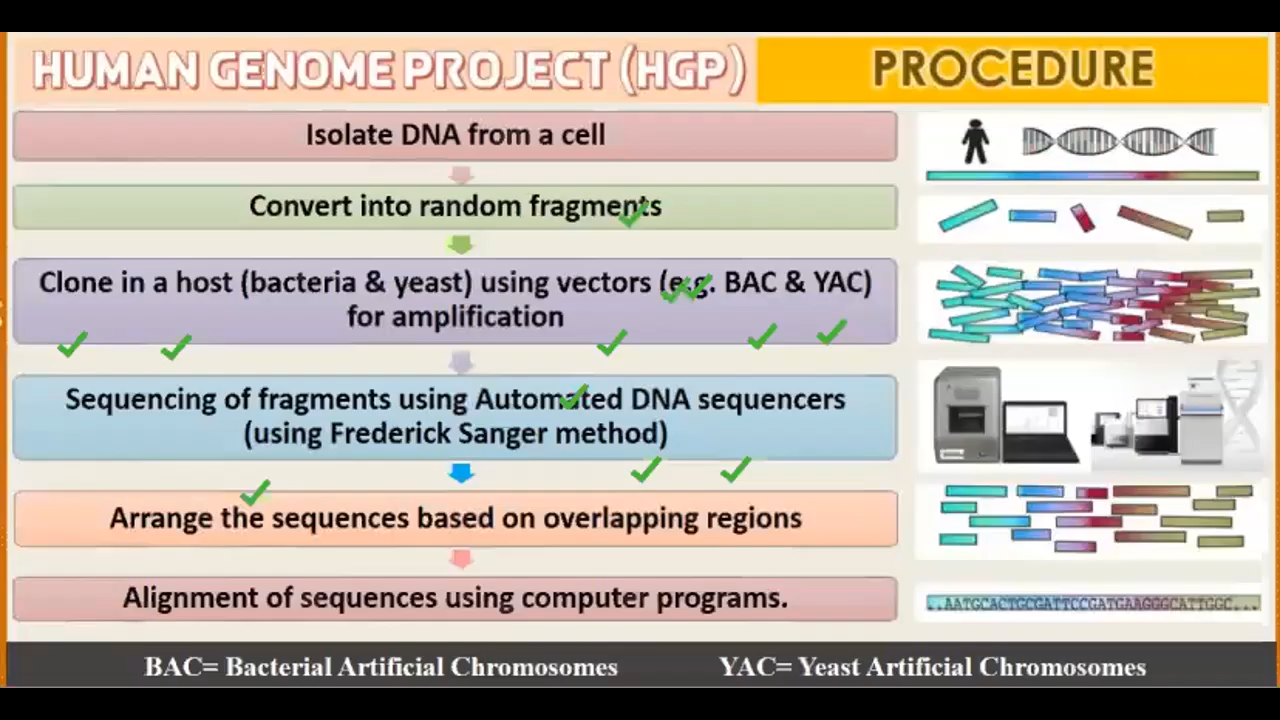 HUMAN GENOME PROJECT (HGP)
PROCEDURE
Isolate DNA from a cell
Convert into random fragments
Clone in a host (bacteria & yeast) using vectors (e.g. BAC & YAC)
for amplification
Sequencing of fragments using Automated DNA sequencers
(using Frederick Sanger method)
Arrange the sequences based on overlapping regions
Alignment of sequences using computer programs.
..AATGCACTGCGATTCCGATGAAGGGCATTGGC...
BAC= Bacterial Artificial Chromosomes
YAC= Yeast Artificial Chromosomes